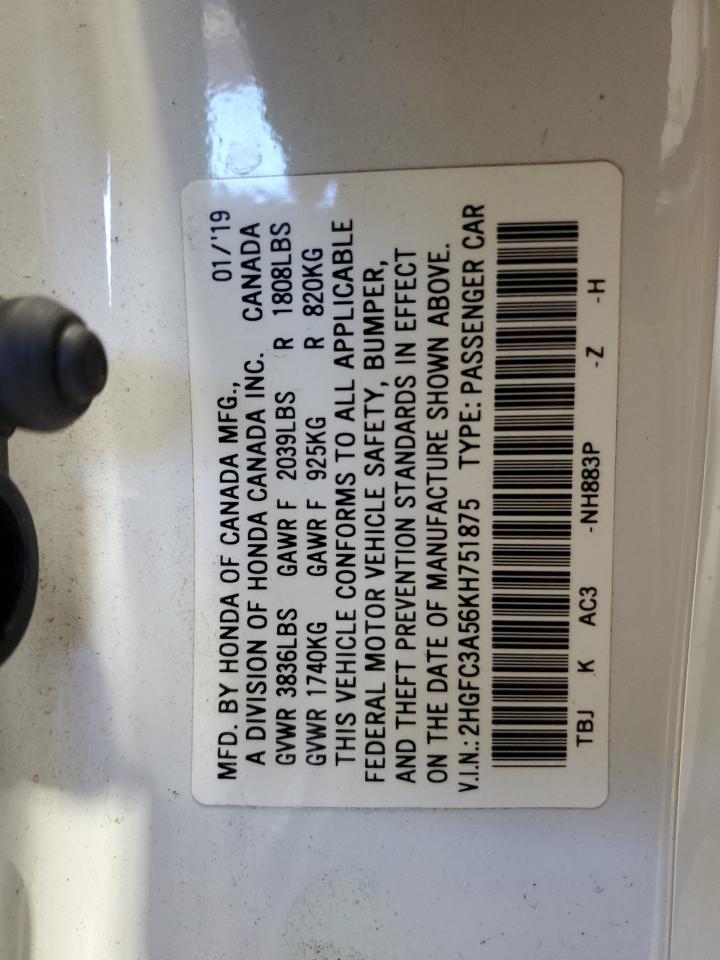 MFD. BY HONDA OF CANADA MFG., 01/'19
A DIVISION OF HONDA CANADA INC. CANADA
GVWR 3836LBS GAWR F 2039LBS R 1808LBS
GVWR 1740KG GAWR F 925KG R 820KG
THIS VEHICLE CONFORMS TO ALL APPLICABLE
FEDERAL MOTOR VEHICLE SAFETY, BUMPER,
AND THEFT PREVENTION STANDARDS IN EFFECT
ON THE DATE OF MANUFACTURE SHOWN ABOVE.
V.I.N.: 2HGFC3A56KH751875 TYPE: PASSENGER CAR
TBJ K AC3 -NH883P -Z -H